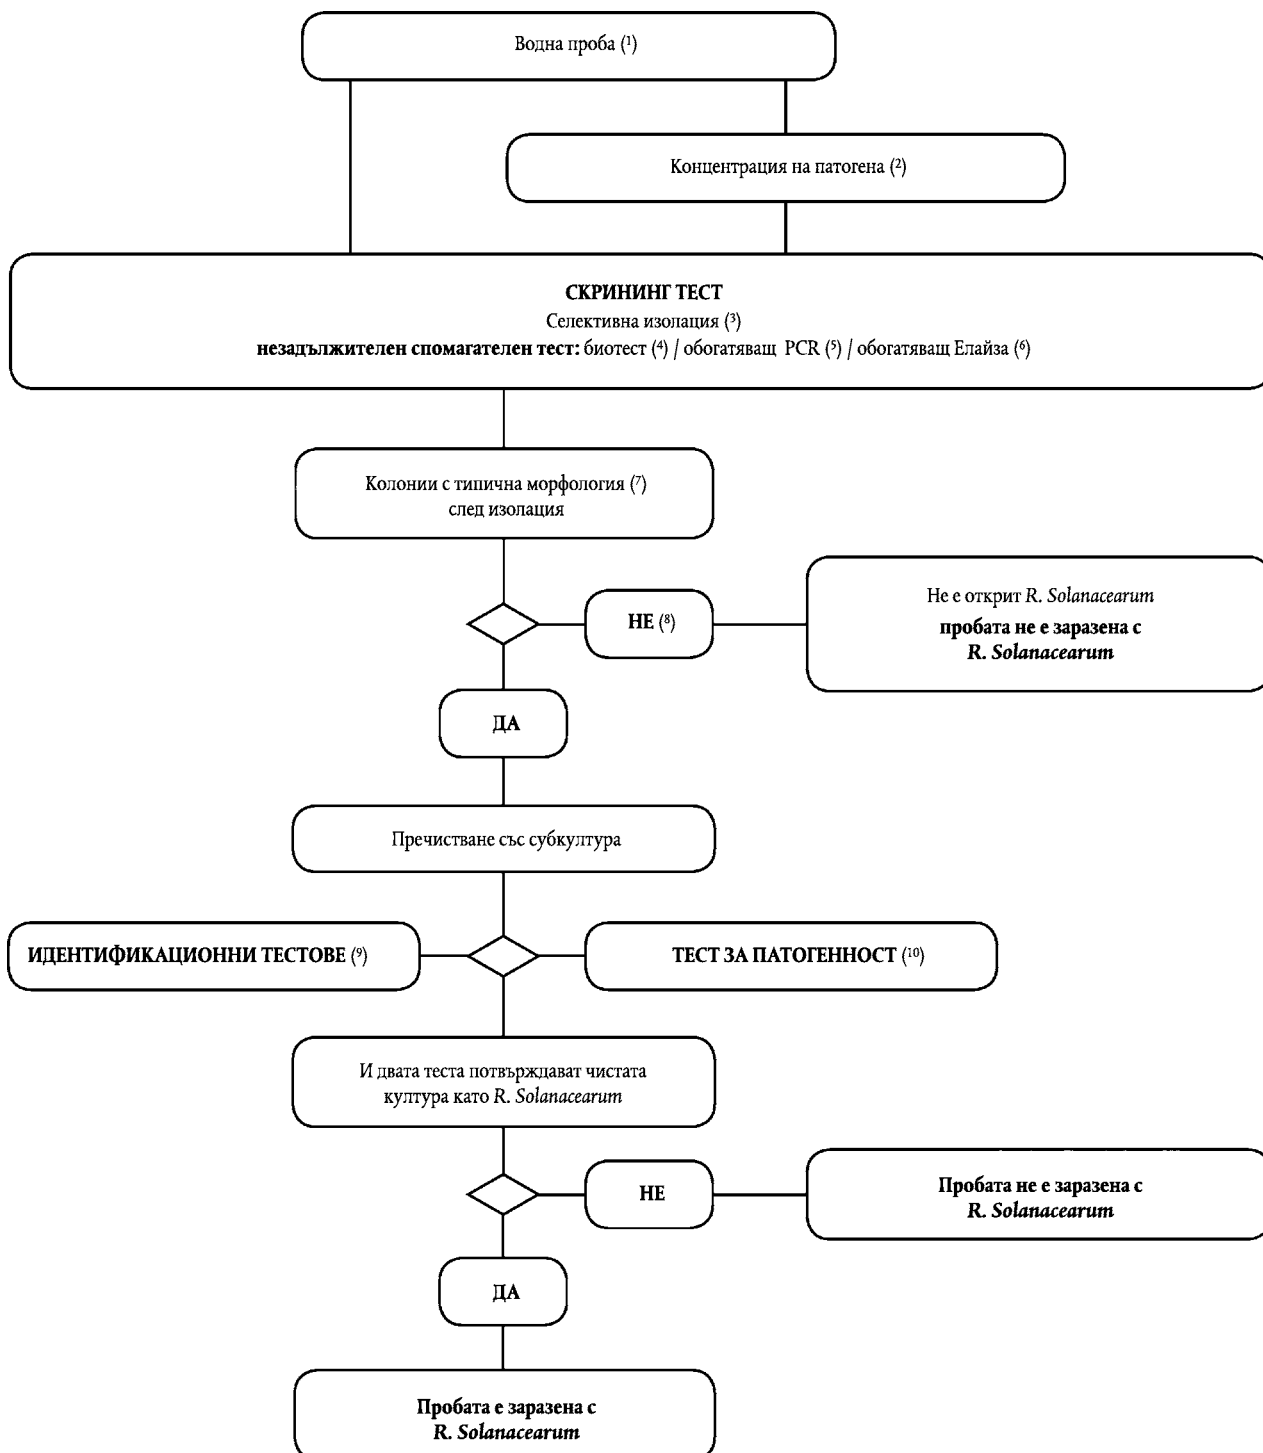 Водна проба (¹)
Концентрация на патогена (²)
СКРИНИНГ ТЕСТ
Селективна изолация (³)
незадължителен спомагателен тест: биотест (⁴) / обогатяващ PCR (⁵) / обогатяващ Елайза (⁶)
Колонии с типична морфология (⁷)
след изолация
НЕ (⁸)
Не е открит R. Solanacearum
пробата не е заразена с
R. Solanacearum
ДА
Пречистване със субкултура
ИДЕНТИФИКАЦИОННИ ТЕСТОВЕ (⁹)
ТЕСТ ЗА ПАТОГЕННОСТ (¹⁰)
И двата теста потвърждават чистата
култура като R. Solanacearum
НЕ
Пробата не е заразена с
R. Solanacearum
ДА
Пробата е заразена с
R. Solanacearum